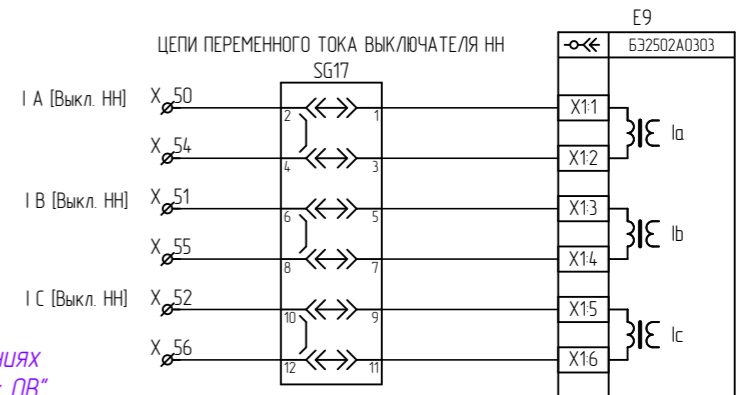 E9
ЦЕПИ ПЕРЕМЕННОГО ТОКА ВЫКЛЮЧАТЕЛЯ НН
БЭ2502А0303
SG17
I A [Выкл. НН] X 50 2 1 X1:1
Ia
X 54 4 3 X1:2
I B [Выкл. НН] X 51 6 5 X1:3
Ib
X 55 8 7 X1:4
I C [Выкл. НН] X 52 10 9 X1:5
Ic
X 56 12 11 X1:6
ОВ"